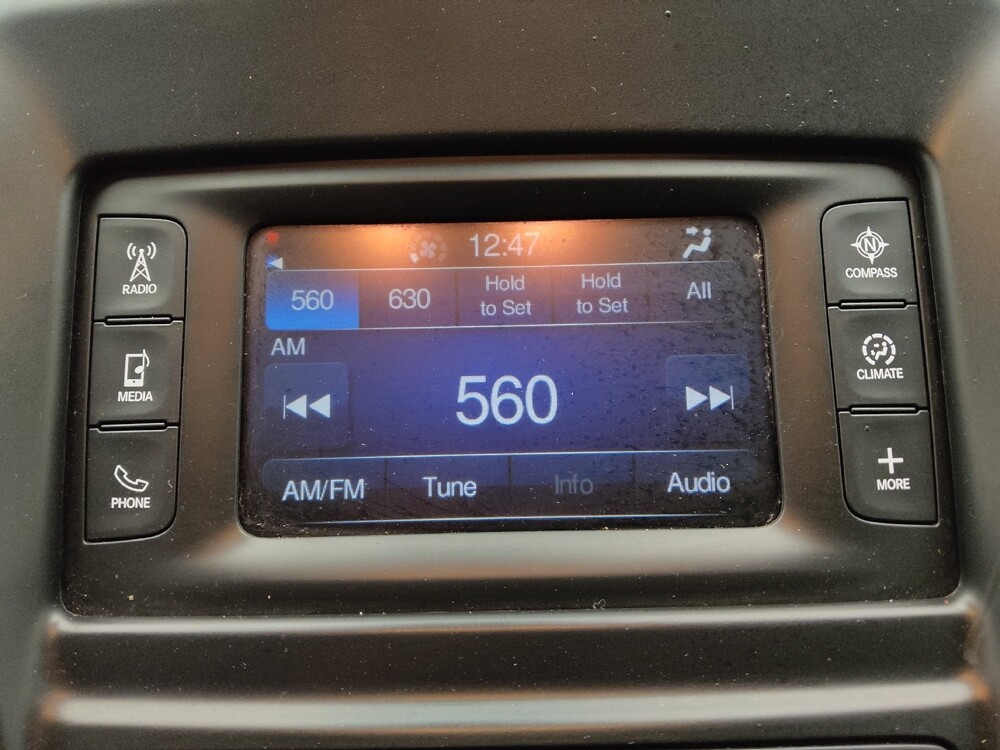 12:47
560
630
Hold
to Set
Hold
to Set
All
AM
560
AM/FM
Tune
Info
Audio
RADIO
MEDIA
PHONE
N
COMPASS
CLIMATE
MORE